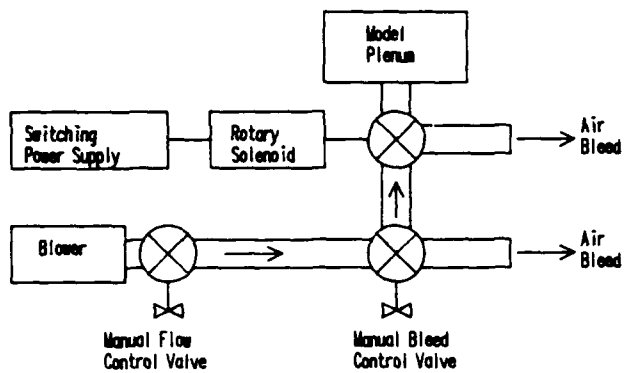 Model
Plenum
Switching
Power Supply
Rotary
Solenoid
Air
Bleed
Blower
Air
Bleed
Manual Flow
Control Valve
Manual Bleed
Control Valve